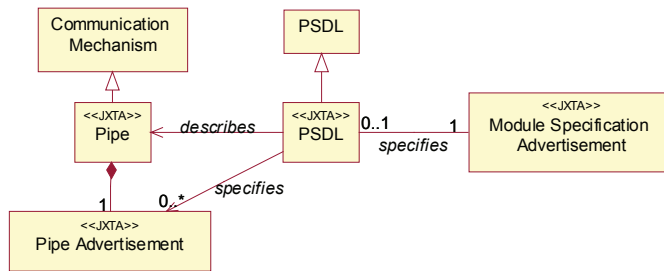 Communication
Mechanism
PSDL
<<JXTA>>
Pipe
describes
<<JXTA>>
PSDL
0..1
1
specifies
<<JXTA>>
Module Specification
Advertisement
specifies
1
0..*
<<JXTA>>
Pipe Advertisement